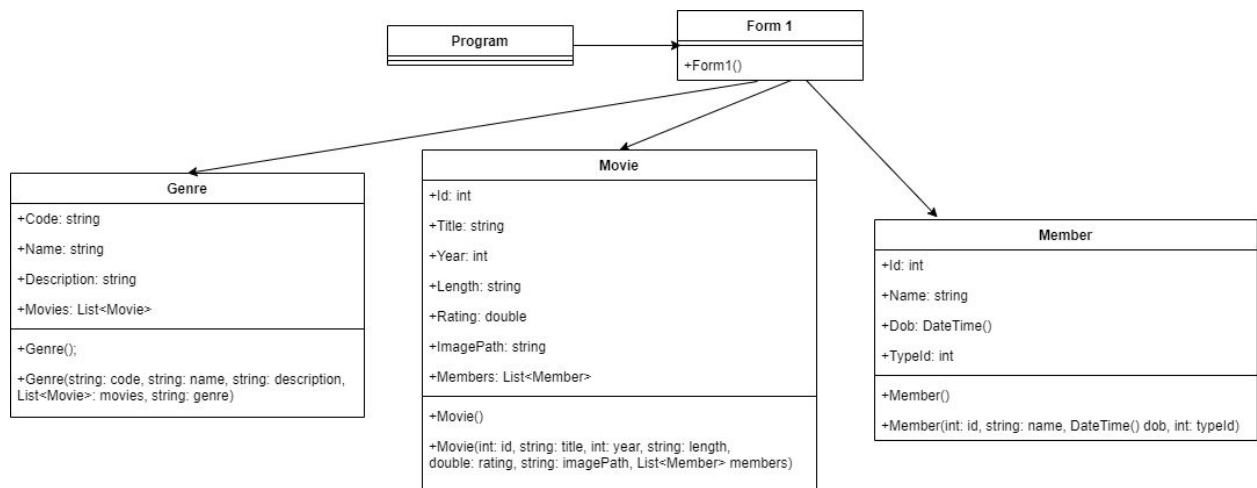 Program
Form 1
+Form1()
Genre
+Code: string
+Name: string
+Description: string
+Movies: List<Movie>
+Genre();
+Genre(string: code, string: name, string: description,
List<Movie>: movies, string: genre)
Movie
+Id: int
+Title: string
+Year: int
+Length: string
+Rating: double
+ImagePath: string
+Members: List<Member>
+Movie()
+Movie(int: id, string: title, int: year, string: length,
double: rating, string: imagePath, List<Member> members)
Member
+Id: int
+Name: string
+Dob: DateTime()
+TypeId: int
+Member()
+Member(int: id, string: name, DateTime() dob, int: typeId)